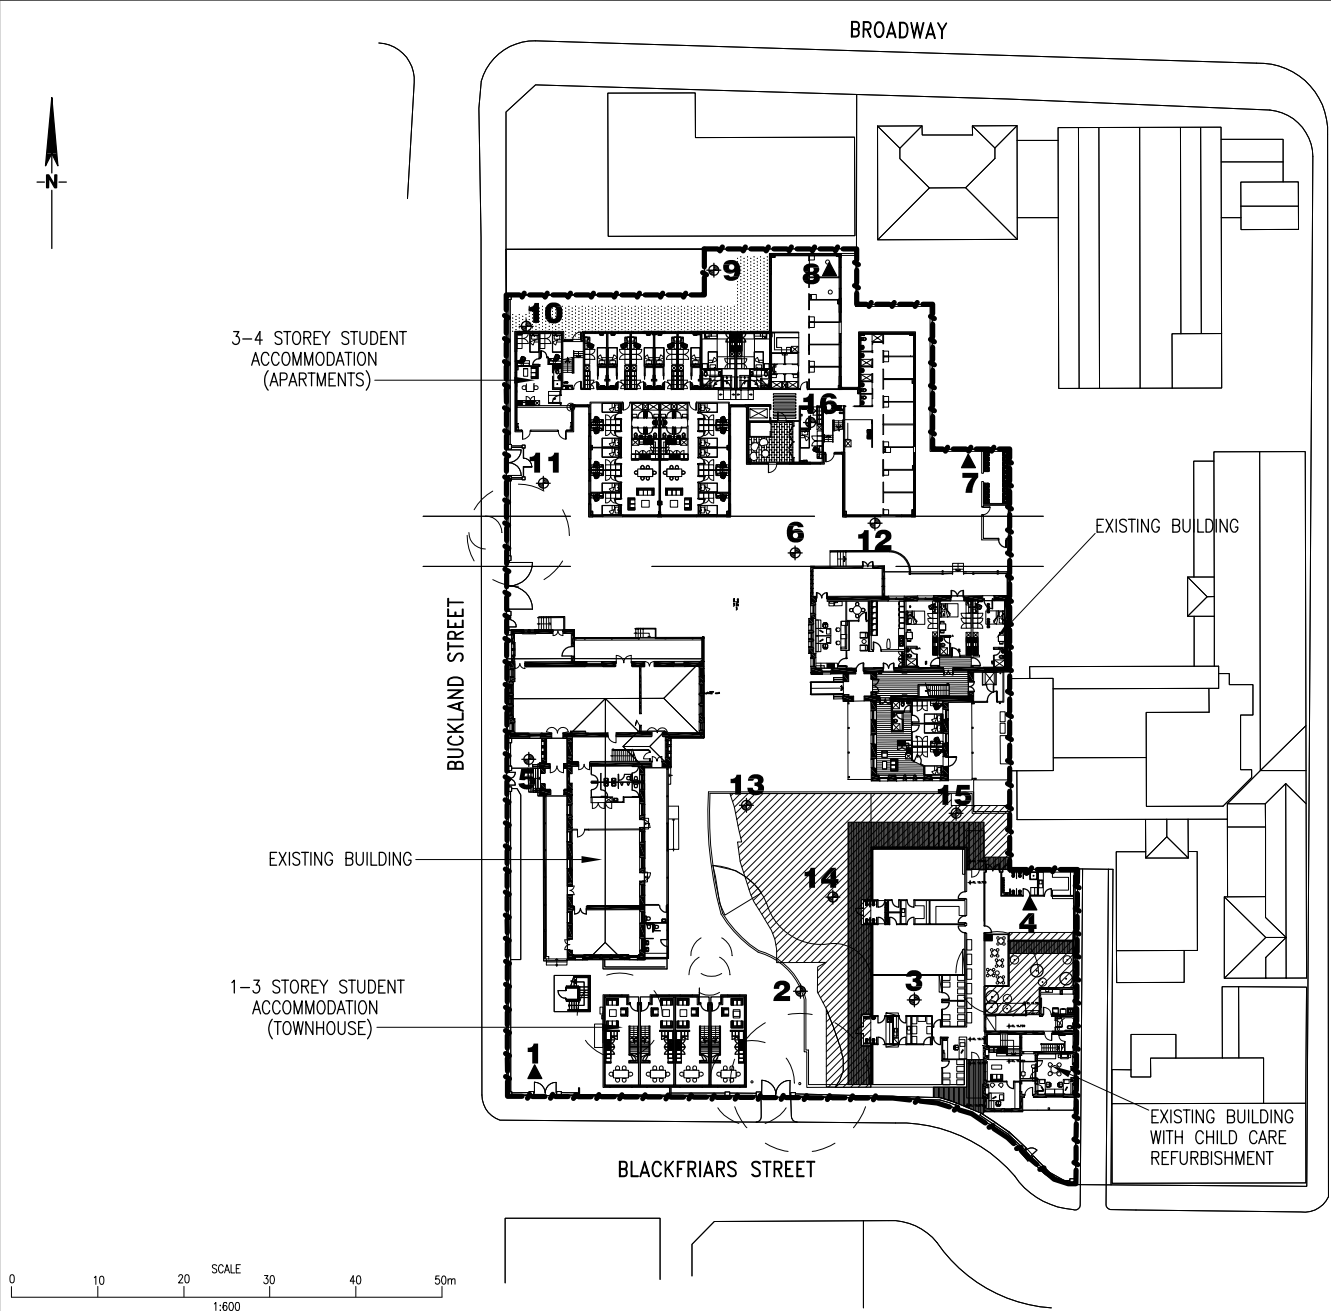 BROADWAY
N
9
8
10
3-4 STOREY STUDENT
ACCOMMODATION
(APARTMENTS)
16
11
7
6
12
EXISTING BUILDING
BUCKLAND STREET
5
13
15
EXISTING BUILDING
14
4
1-3 STOREY STUDENT
ACCOMMODATION
(TOWNHOUSE)
2
3
1
EXISTING BUILDING
WITH CHILD CARE
REFURBISHMENT
BLACKFRIARS STREET
SCALE
0 10 20 30 40 50m
1:600